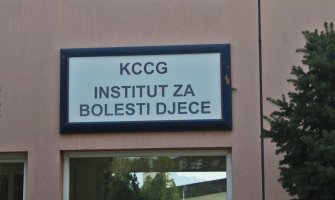 KCCG
INSTITUT ZA
BOLESTI DJECE